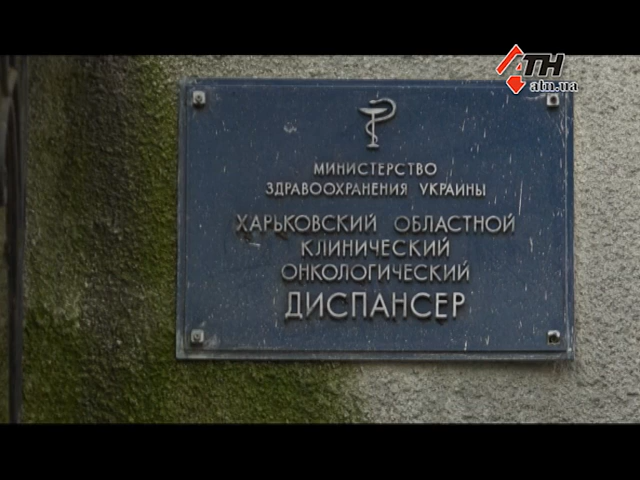 АТН
atn.ua
МИНИСТЕРСТВО
ЗДРАВООХРАНЕНИЯ УКРАИНЫ
ХАРЬКОВСКИЙ ОБЛАСТНОЙ
КЛИНИЧЕСКИЙ
ОНКОЛОГИЧЕСКИЙ
ДИСПАНСЕР